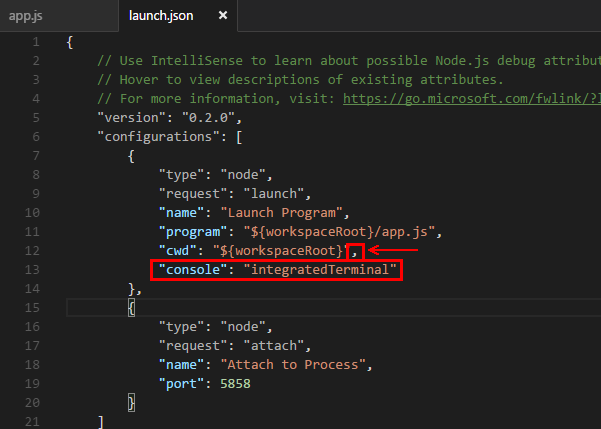 app.js launch.json ×
1 {
2 // Use IntelliSense to learn about possible Node.js debug attribut
3 // Hover to view descriptions of existing attributes.
4 // For more information, visit: https://go.microsoft.com/fwlink/?l
5 "version": "0.2.0",
6 "configurations": [
7 {
8 "type": "node",
9 "request": "launch",
10 "name": "Launch Program",
11 "program": "${workspaceRoot}/app.js",
12 "cwd": "${workspaceRoot}",
13 "console": "integratedTerminal"
14 },
15 {
16 "type": "node",
17 "request": "attach",
18 "name": "Attach to Process",
19 "port": 5858
20 }
21 ]